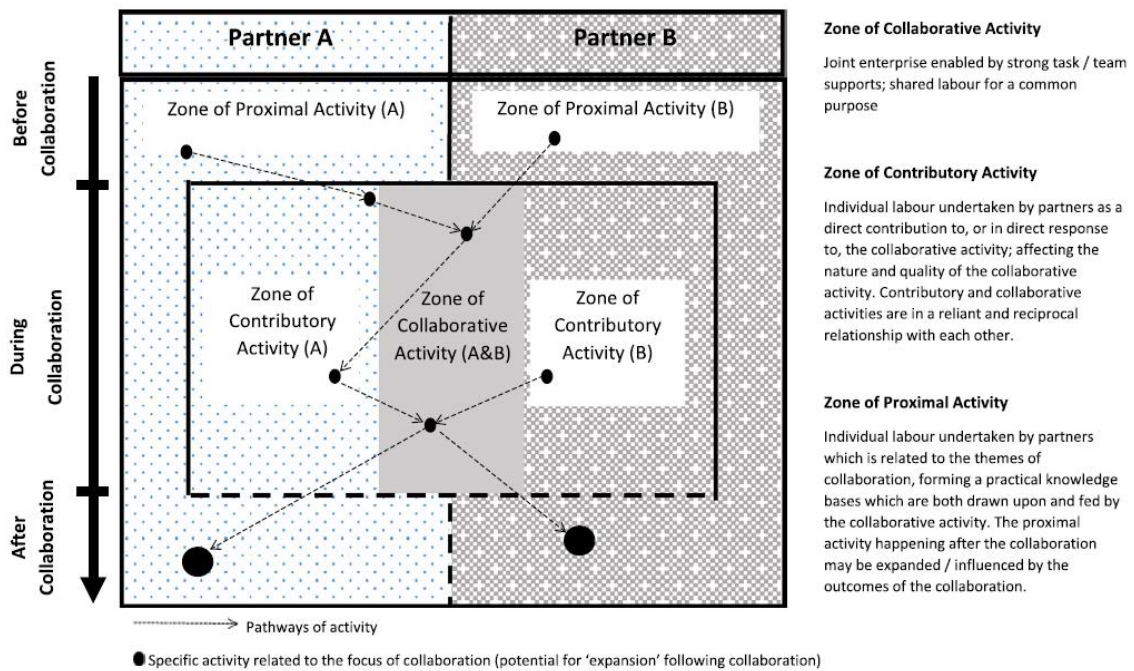 Partner A
Partner B
Before
Collaboration
During
Collaboration
After
Collaboration
Zone of Proximal Activity (A)
Zone of Proximal Activity (B)
Zone of
Contributory
Activity (A)
Zone of
Collaborative
Activity (A&B)
Zone of
Contributory
Activity (B)
Pathways of activity
Specific activity related to the focus of collaboration (potential for 'expansion' following collaboration)
Zone of Collaborative Activity
Joint enterprise enabled by strong task / team
supports; shared labour for a common
purpose
Zone of Contributory Activity
Individual labour undertaken by partners as a
direct contribution to, or in direct response
to, the collaborative activity; affecting the
nature and quality of the collaborative
activity. Contributory and collaborative
activities are in a reliant and reciprocal
relationship with each other.
Zone of Proximal Activity
Individual labour undertaken by partners
which is related to the themes of
collaboration, forming a practical knowledge
bases which are both drawn upon and fed by
the collaborative activity. The proximal
activity happening after the collaboration
may be expanded / influenced by the
outcomes of the collaboration.